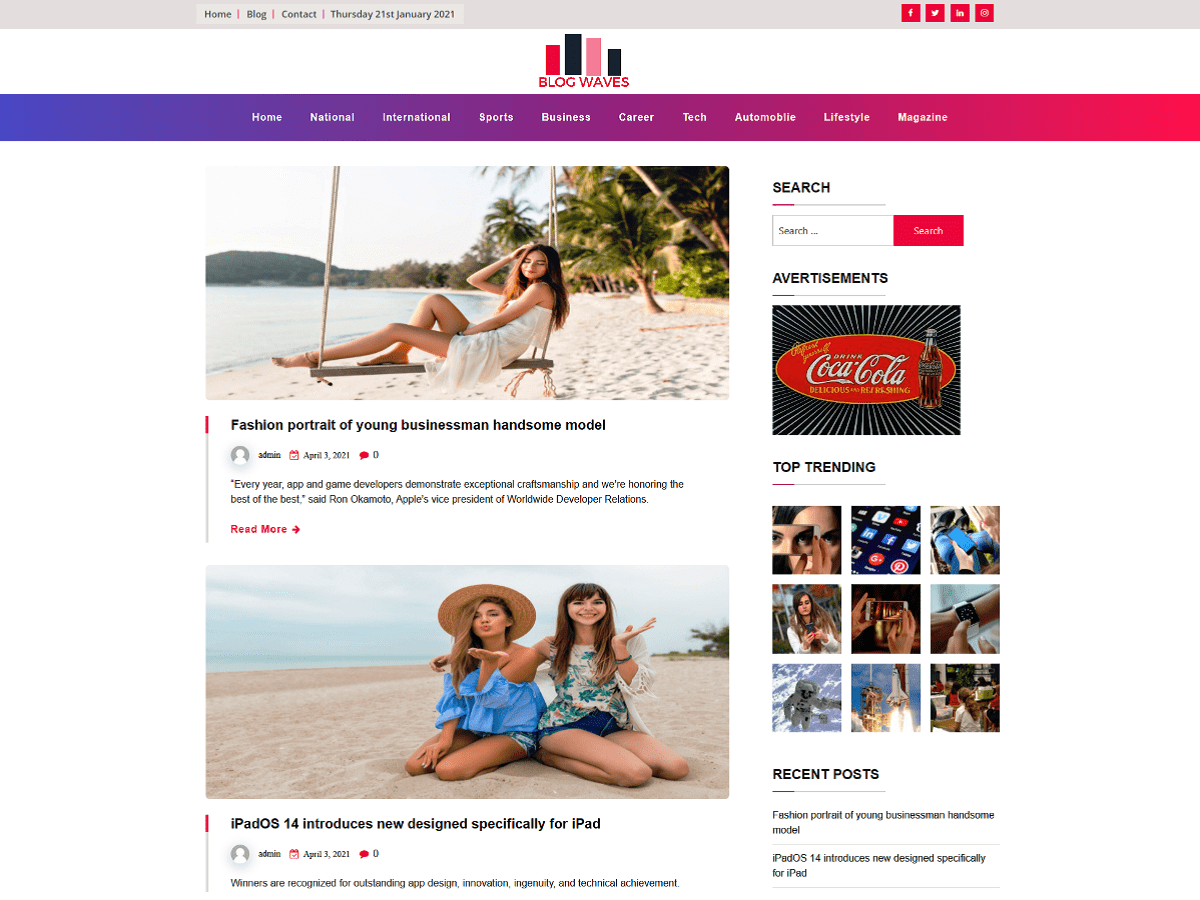 Home | Blog | Contact | Thursday 21st January 2021
BLOG WAVES
Home National International Sports Business Career Tech Automoblie Lifestyle Magazine
Fashion portrait of young businessman handsome model
admin April 3, 2021 0
“Every year, app and game developers demonstrate exceptional craftsmanship and we’re honoring the
best of the best,” said Ron Okamoto, Apple’s vice president of Worldwide Developer Relations.
Read More
iPadOS 14 introduces new designed specifically for iPad
admin April 3, 2021 0
Winners are recognized for outstanding app design, innovation, ingenuity, and technical achievement.
SEARCH
Search ... Search
AVERTISEMENTS
Refresh
yourself
DRINK
Coca-Cola
DELICIOUS AND REFRESHING
TOP TRENDING
RECENT POSTS
Fashion portrait of young businessman handsome
model
iPadOS 14 introduces new designed specifically
for iPad